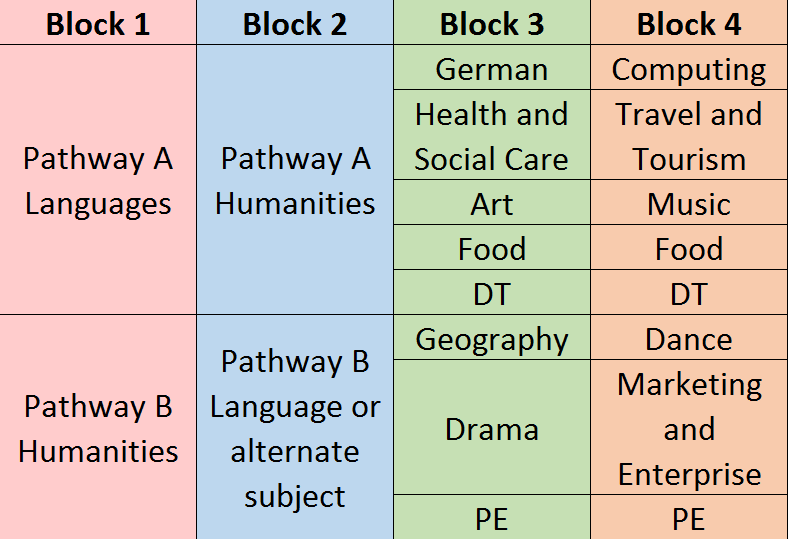 Block 1
Block 2
Block 3
Block 4
Pathway A
Languages
Pathway A
Humanities
German
Computing
Health and
Social Care
Travel and
Tourism
Art
Music
Food
Food
DT
DT
Pathway B
Humanities
Pathway B
Language or
alternate
subject
Geography
Dance
Drama
Marketing
and
Enterprise
PE
PE